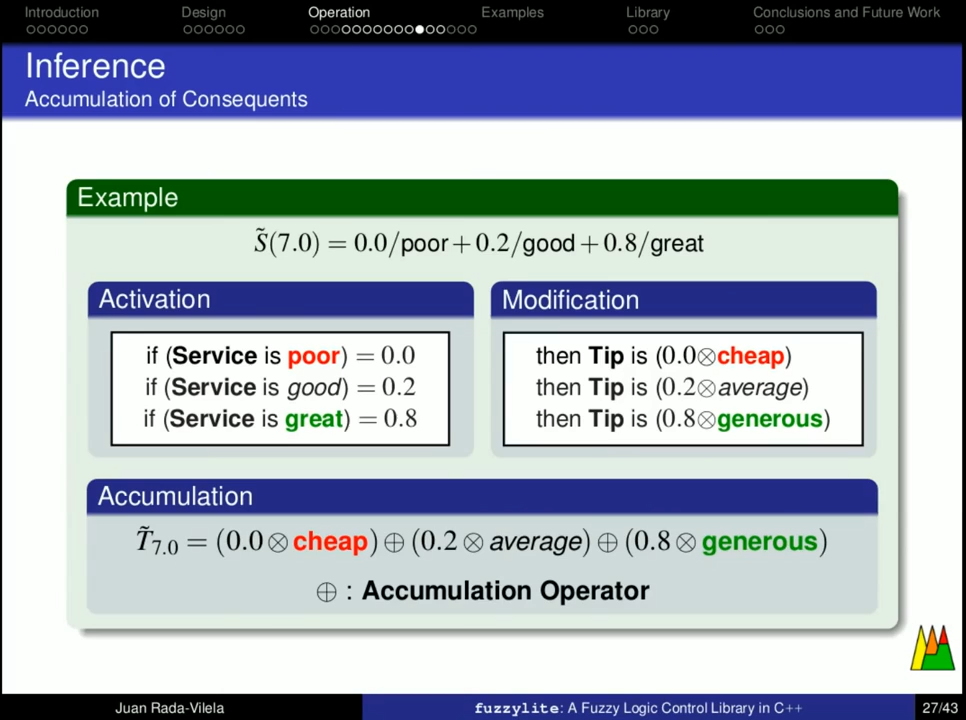 Introduction Design Operation Examples Library Conclusions and Future Work
Inference
Accumulation of Consequents
Example
S̃(7.0) = 0.0/poor + 0.2/good + 0.8/great
Activation
if (Service is poor) = 0.0
if (Service is good) = 0.2
if (Service is great) = 0.8
Modification
then Tip is (0.0⊗cheap)
then Tip is (0.2⊗average)
then Tip is (0.8⊗generous)
Accumulation
T̃7.0 = (0.0 ⊗ cheap) ⊕ (0.2 ⊗ average) ⊕ (0.8 ⊗ generous)
⊕ : Accumulation Operator
Juan Rada-Vilela fuzzylite: A Fuzzy Logic Control Library in C++ 27/43